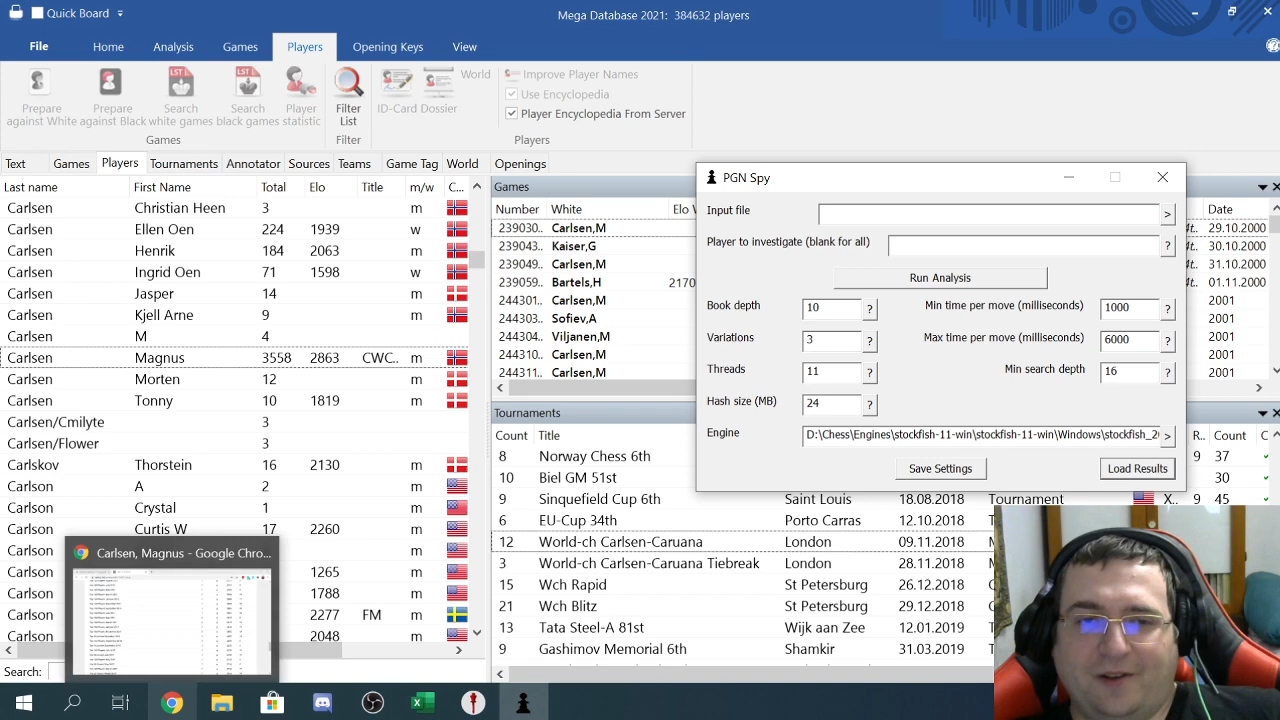 Quick Board
Mega Database 2021: 384632 players
File Home Analysis Games Players Opening Keys View
Prepare against White
Prepare against Black
Search white games
Search black games
Player statistic
Games
Filter List
Filter
ID-Card Dossier World
Improve Player Names
Use Encyclopedia
Player Encyclopedia From Server
Players
Text Games Players Tournaments Annotator Sources Teams Game Tag World Openings
Last name First Name Total Elo Title m/w C...
Carlsen Christian Heen 3 m
Carlsen Ellen Oen 224 1939 w
Carlsen Henrik 184 2063 m
Carlsen Ingrid Oen 71 1598 w
Carlsen Jasper 14 m
Carlsen Kjell Arne 9 m
Carlsen M 4
Carlsen Magnus 3558 2863 CWC.. m
Carlsen Morten 12 m
Carlsen Tonny 10 1819 m
Carlsen/Cmilyte 3
Carlsen/Flower 3
Carlskov Thorstein 16 2130 m
Carlson A 2
Carlson Crystal 1
Carlson Curtis W 17 2260 m
1265 m
1788 m
2277 FM m
2048 m
Search:
Carlsen, Magnus - Google Chro...
Games
Number White Elo Date
239030.. Carlsen,M 29.10.2000
239043.. Kaiser,G 30.10.2000
239049.. Carlsen,M 31.10.2000
239059.. Bartels,H 2170 01.11.2000
244301.. Carlsen,M 2001
244303.. Sofiev,A 2001
244304.. Viljanen,M 2001
244310.. Carlsen,M 2001
244311.. Carlsen,M 2001
PGN Spy
Input file >
Player to investigate (blank for all) ?
Run Analysis
Book depth 10 ? Min time per move (milliseconds) 1000 ?
Variations 3 ? Max time per move (milliseconds) 6000 ?
Threads 11 ? Min search depth 16 ?
Hash size (MB) 24 ?
Engine D:\Chess\Engines\stockfish-11-win\stockfish-11-win\Windows\stockfish_20 >
Save Settings Load Results
Tournaments
Count Title R.. Count
8 Norway Chess 6th 9 37
10 Biel GM 51st 30
9 Sinquefield Cup 6th Saint Louis 18.08.2018 Tournament X.. 9 45
6 EU-Cup 34th Porto Carras 12.10.2018
12 World-ch Carlsen-Caruana London 09.11.2018
3 World-ch Carlsen-Caruana Tiebreak London 28.11.2018
15 Wch Rapid St Petersburg 26.12.2018
21 Wch Blitz St Petersburg 29.12.2018
13 Tata Steel-A 81st Wijk aan Zee 12.01.2019
9 Gashimov Memorial 6th Shamkir 31.03.2019